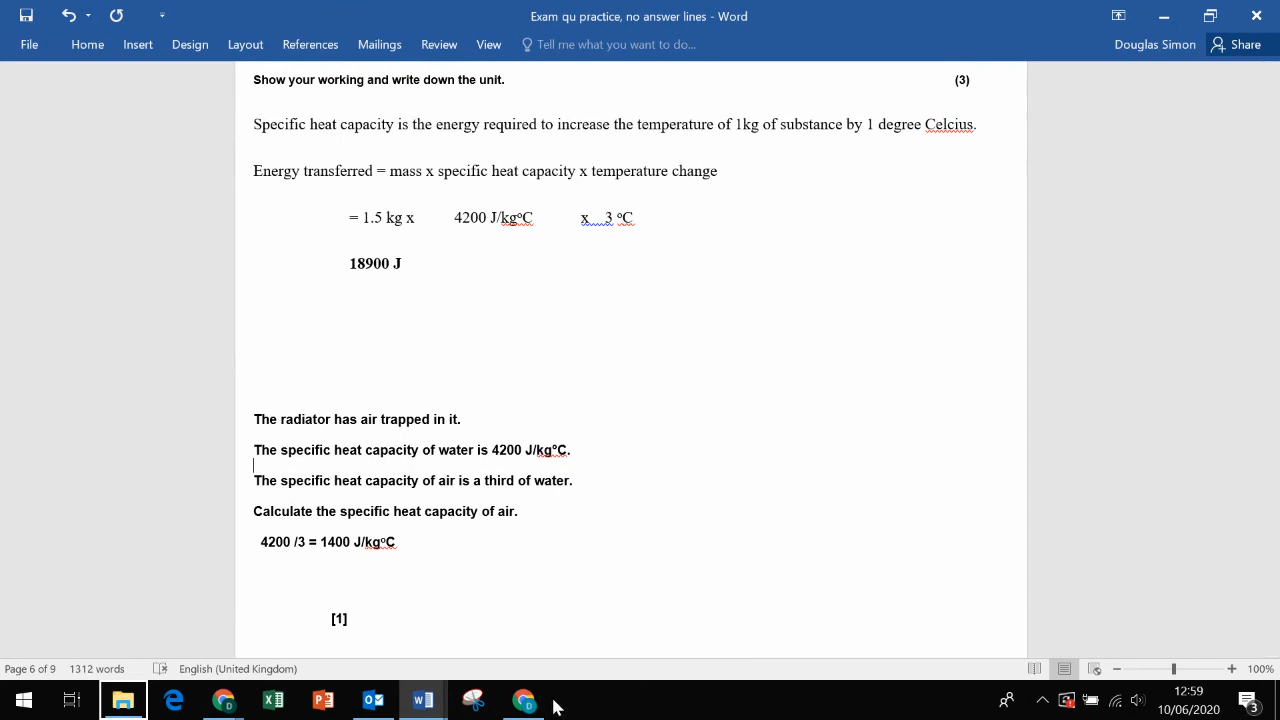 Exam qu practice, no answer lines - Word
File Home Insert Design Layout References Mailings Review View Tell me what you want to do... Douglas Simon Share
Show your working and write down the unit. (3)
Specific heat capacity is the energy required to increase the temperature of 1kg of substance by 1 degree Celcius.
Energy transferred = mass x specific heat capacity x temperature change
= 1.5 kg x 4200 J/kgºC x 3 ºC
18900 J
The radiator has air trapped in it.
The specific heat capacity of water is 4200 J/kg°C.
The specific heat capacity of air is a third of water.
Calculate the specific heat capacity of air.
4200 /3 = 1400 J/kgºC
[1]
Page 6 of 9 1312 words English (United Kingdom) 100%
12:59
10/06/2020
3